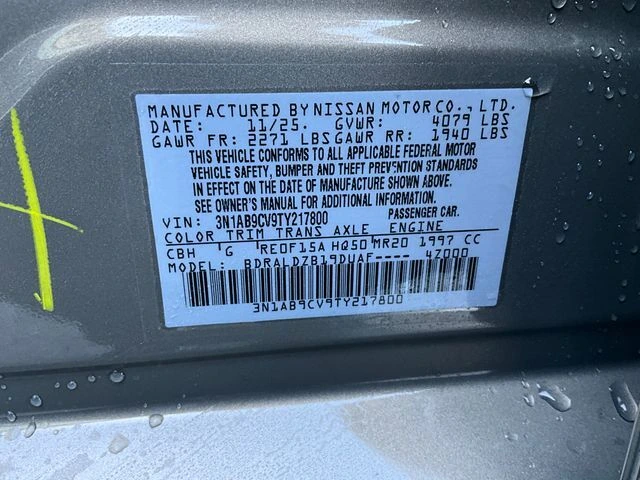 MANUFACTURED BY NISSAN MOTOR CO., LTD.
DATE: 11/25. GVWR: 4079 LBS
GAWR FR: 2271 LBS GAWR RR: 1940 LBS
THIS VEHICLE CONFORMS TO ALL APPLICABLE FEDERAL MOTOR
VEHICLE SAFETY, BUMPER AND THEFT PREVENTION STANDARDS
IN EFFECT ON THE DATE OF MANUFACTURE SHOWN ABOVE.
SEE OWNER'S MANUAL FOR ADDITIONAL INFORMATION.
VIN: 3N1AB9CV9TY217800 PASSENGER CAR.
COLOR TRIM TRANS AXLE ENGINE
CBH G RE0F15A HQ50 MR20 1997 CC
MODEL: BDRALDZB19DUAF---- 4Z000
3N1AB9CV9TY217800